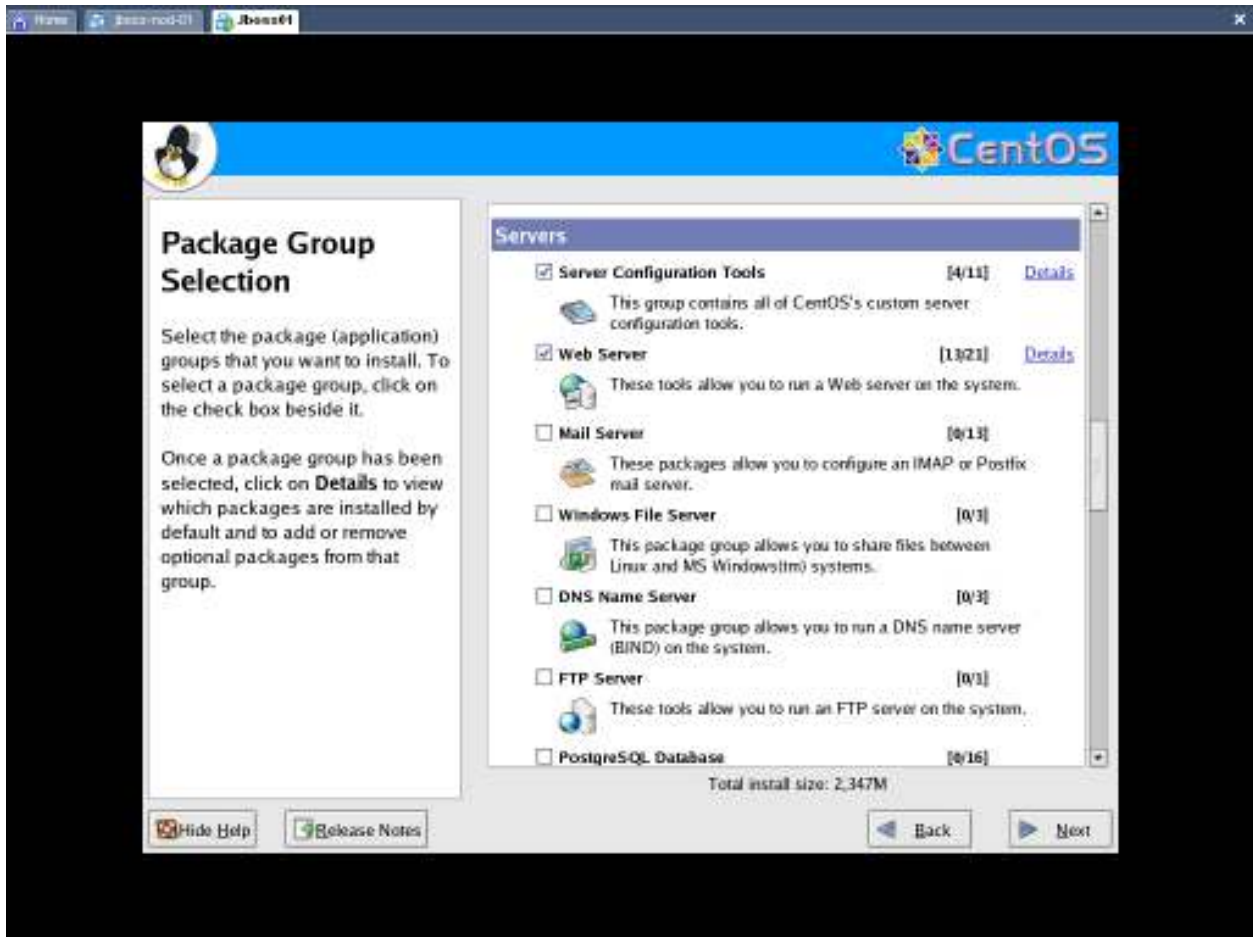 Home
Jboss01
CentOS
Package Group
Selection
Select the package (application)
groups that you want to install. To
select a package group, click on
the check box beside it.
Once a package group has been
selected, click on Details to view
which packages are installed by
default and to add or remove
optional packages from that
group.
Servers
Server Configuration Tools [4/11] Details
This group contains all of CentOS's custom server
configuration tools.
Web Server [13/21] Details
These tools allow you to run a Web server on the system.
Mail Server [0/13]
These packages allow you to configure an IMAP or Postfix
mail server.
Windows File Server [0/3]
This package group allows you to share files between
Linux and MS Windows(tm) systems.
DNS Name Server [0/3]
This package group allows you to run a DNS name server
(BIND) on the system.
FTP Server [0/1]
These tools allow you to run an FTP server on the system.
PostgreSQL Database [0/16]
Total install size: 2,347M
Hide Help
Release Notes
Back
Next